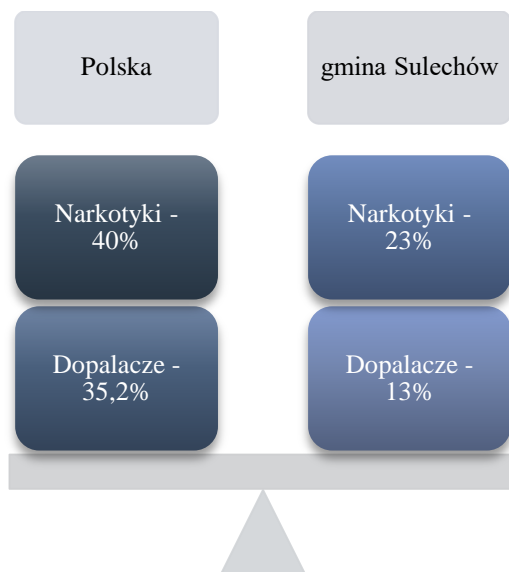 Polska
gmina Sulechów
Narkotyki -
40%
Narkotyki -
23%
Dopalacze -
35,2%
Dopalacze -
13%